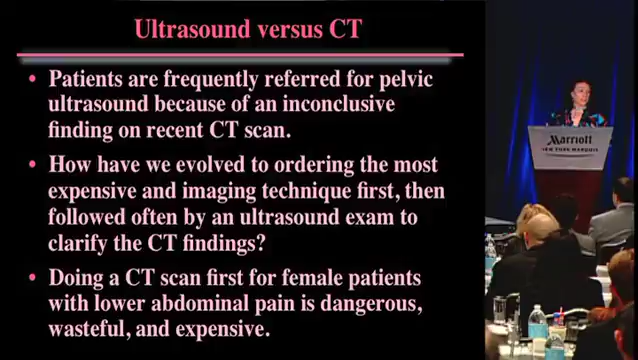 Ultrasound versus CT
• Patients are frequently referred for pelvic
ultrasound because of an inconclusive
finding on recent CT scan.
• How have we evolved to ordering the most
expensive and imaging technique first, then
followed often by an ultrasound exam to
clarify the CT findings?
• Doing a CT scan first for female patients
with lower abdominal pain is dangerous,
wasteful, and expensive.
Marriott
NEW YORK MARQUIS